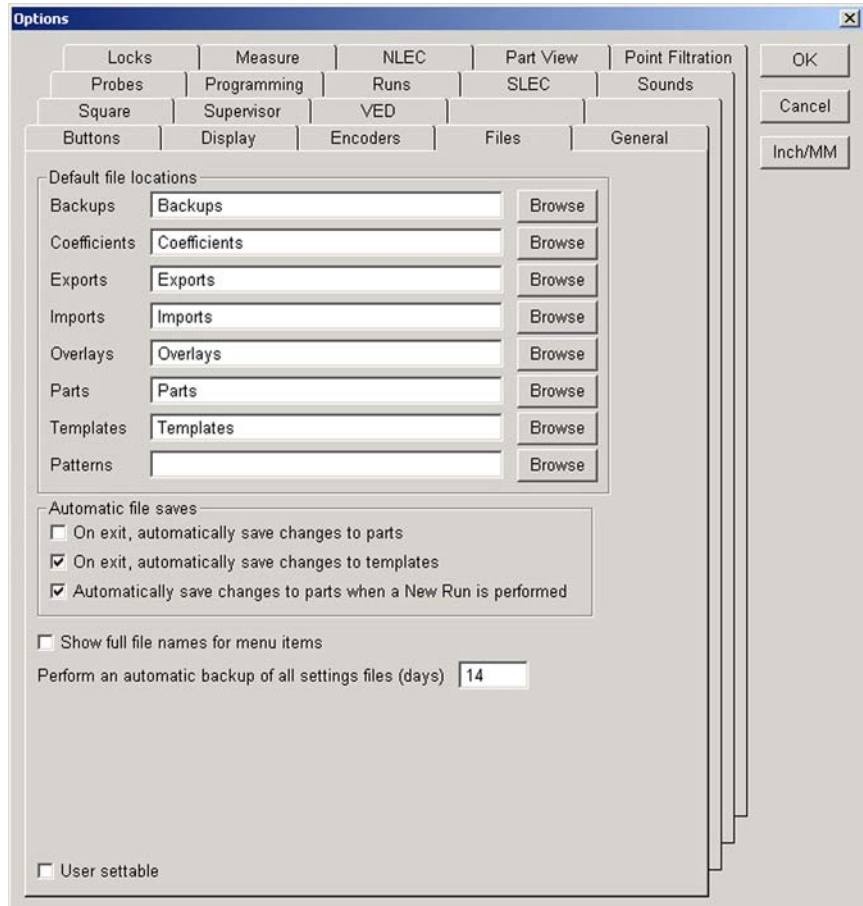 Options
Locks Measure NLEC Part View Point Filtration
Probes Programming Runs SLEC Sounds
Square Supervisor VED
Buttons Display Encoders Files General
OK
Cancel
Inch/MM
Default file locations
Backups Backups Browse
Coefficients Coefficients Browse
Exports Exports Browse
Imports Imports Browse
Overlays Overlays Browse
Parts Parts Browse
Templates Templates Browse
Patterns Browse
Automatic file saves
On exit, automatically save changes to parts
On exit, automatically save changes to templates
Automatically save changes to parts when a New Run is performed
Show full file names for menu items
Perform an automatic backup of all settings files (days) 14
User settable